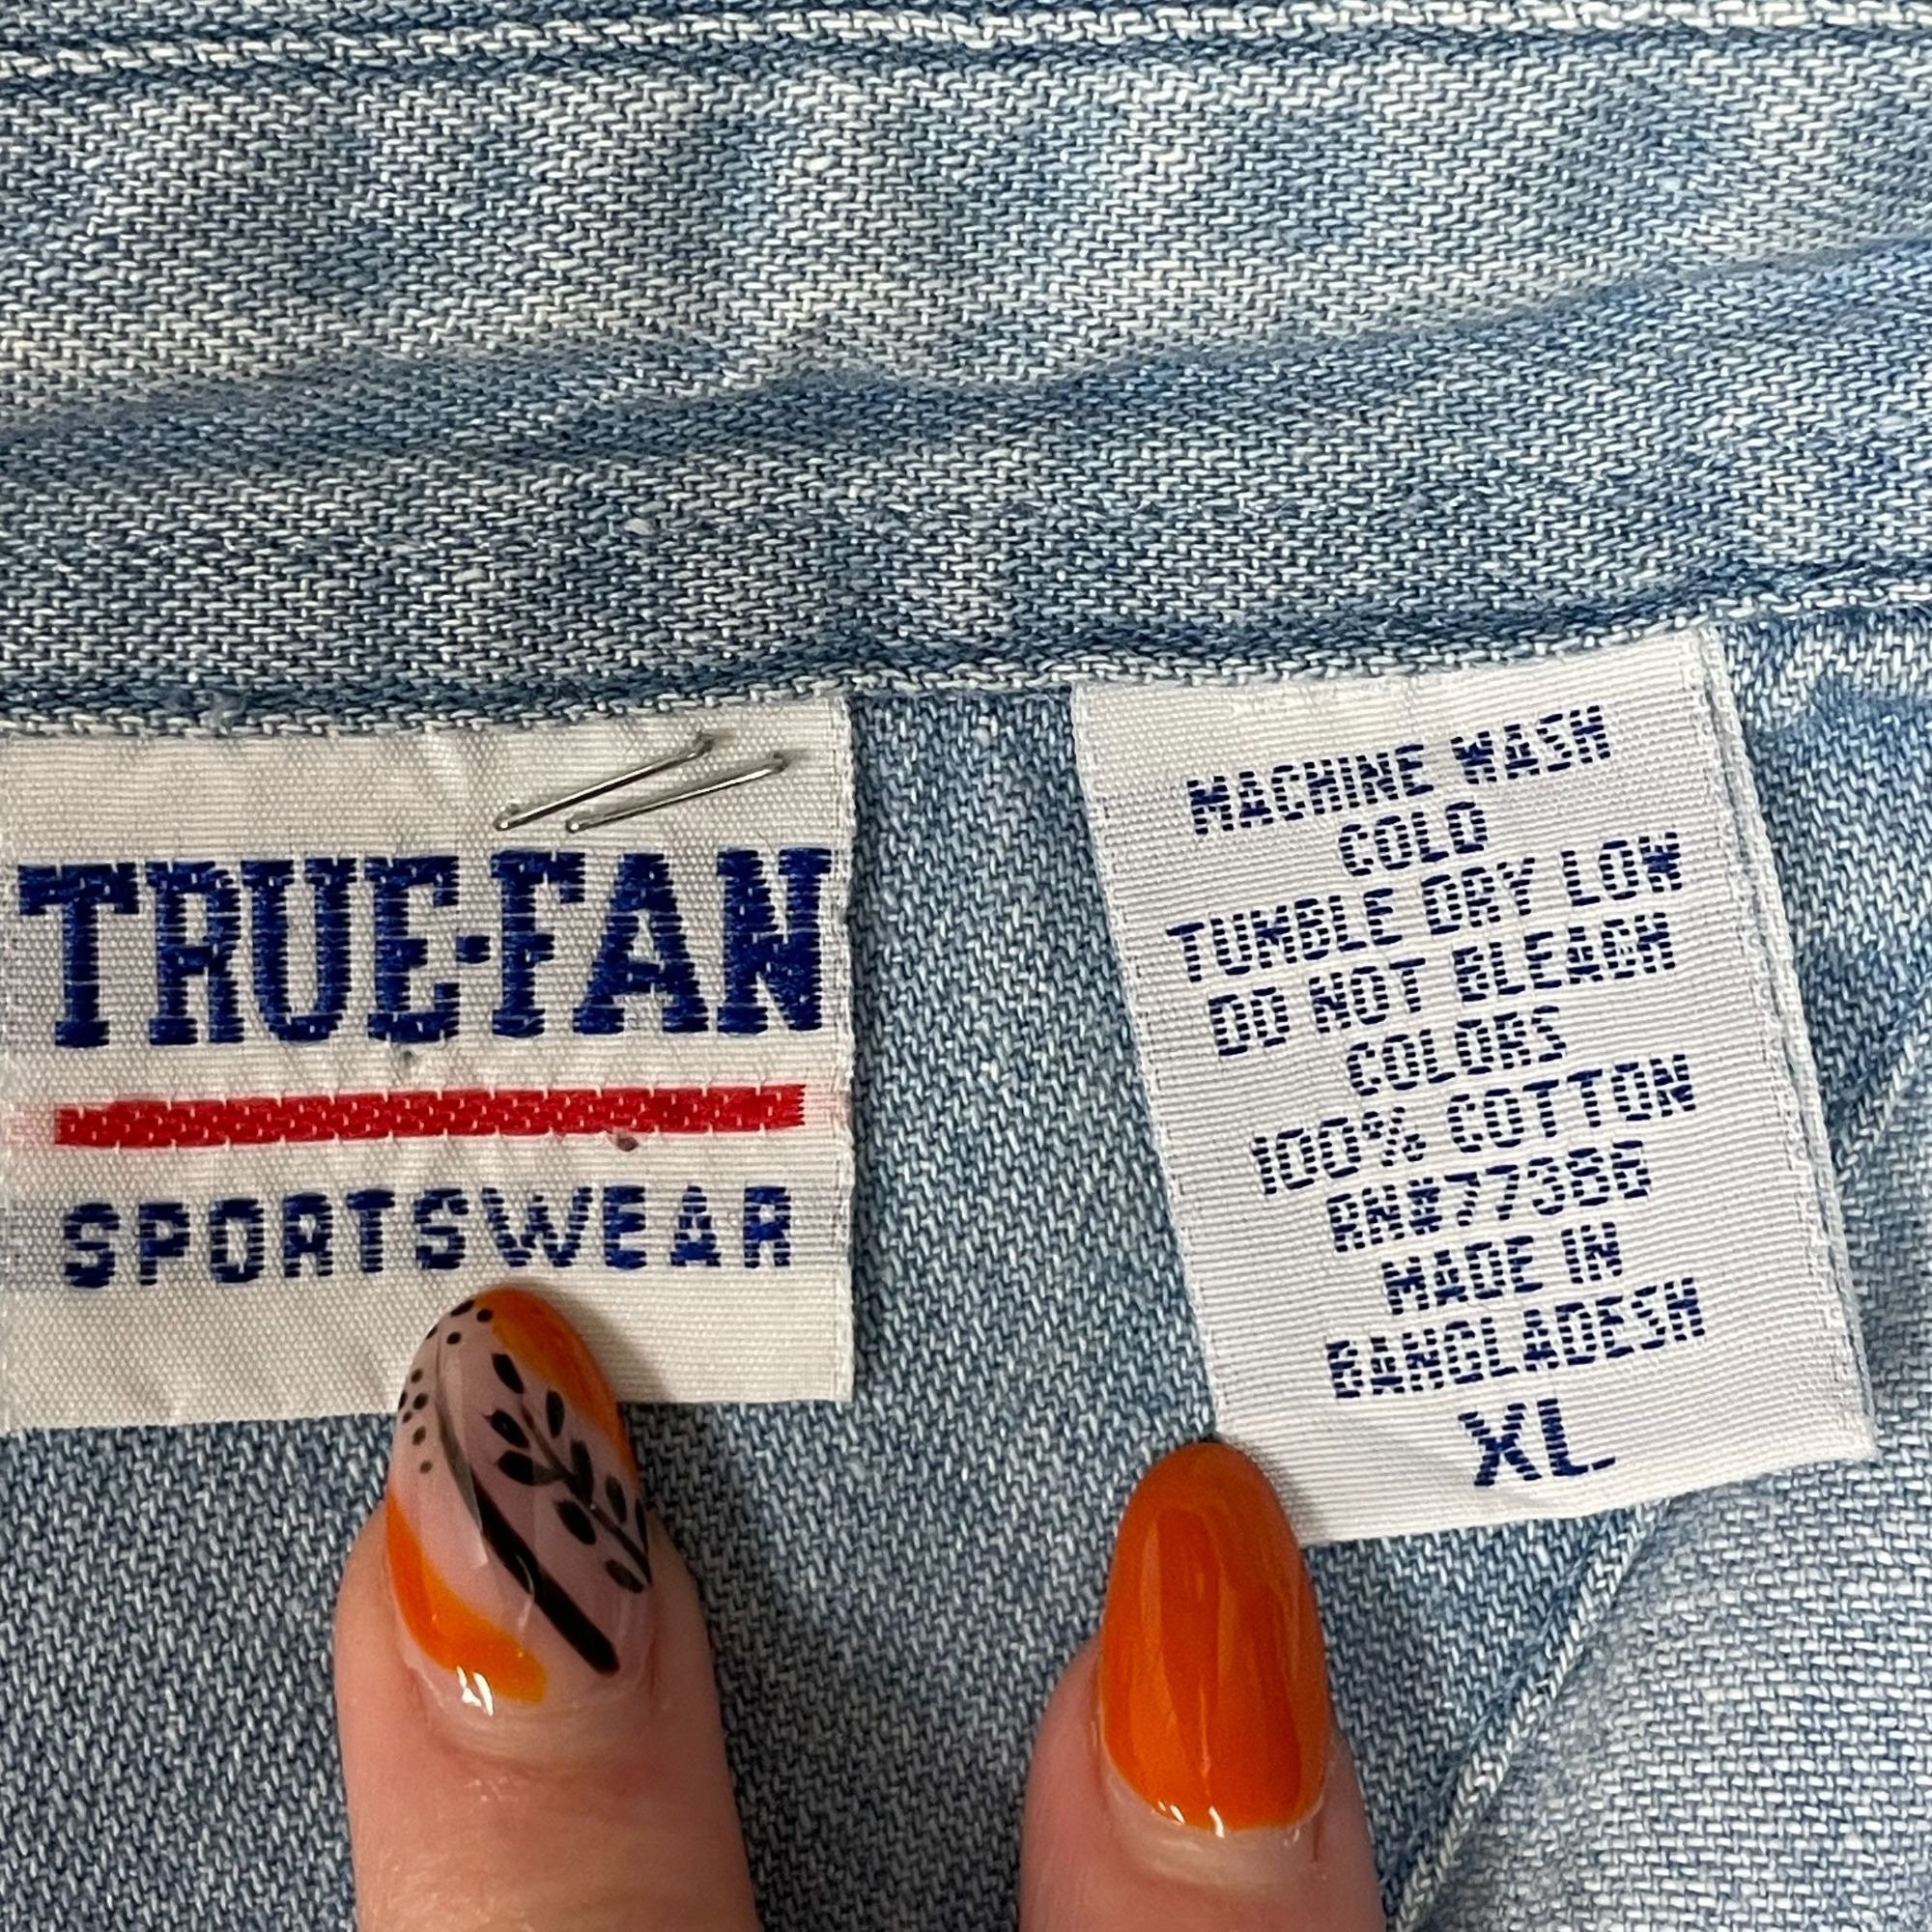 TRUE·FAN
SPORTSWEAR
MACHINE WASH
COLD
TUMBLE DRY LOW
DO NOT BLEACH
COLORS
100% COTTON
RN#77388
MADE IN
BANGLADESH
XL